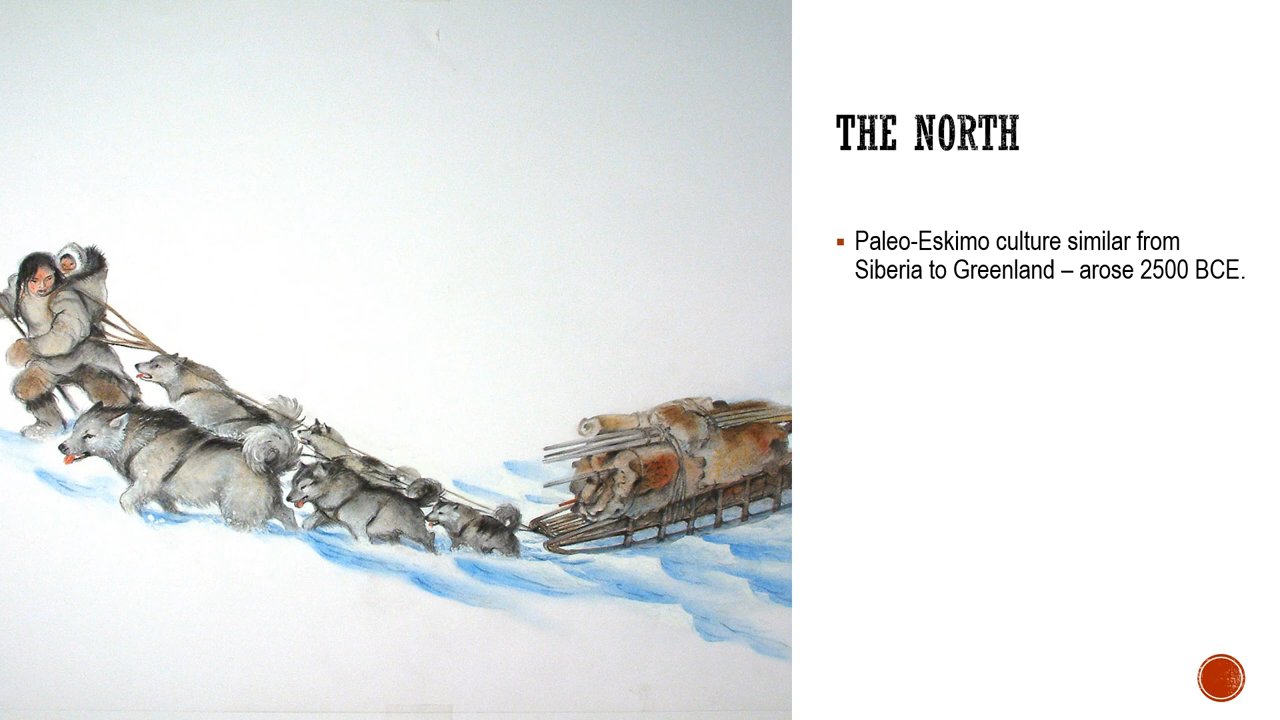 THE NORTH
▪ Paleo-Eskimo culture similar from
Siberia to Greenland – arose 2500 BCE.